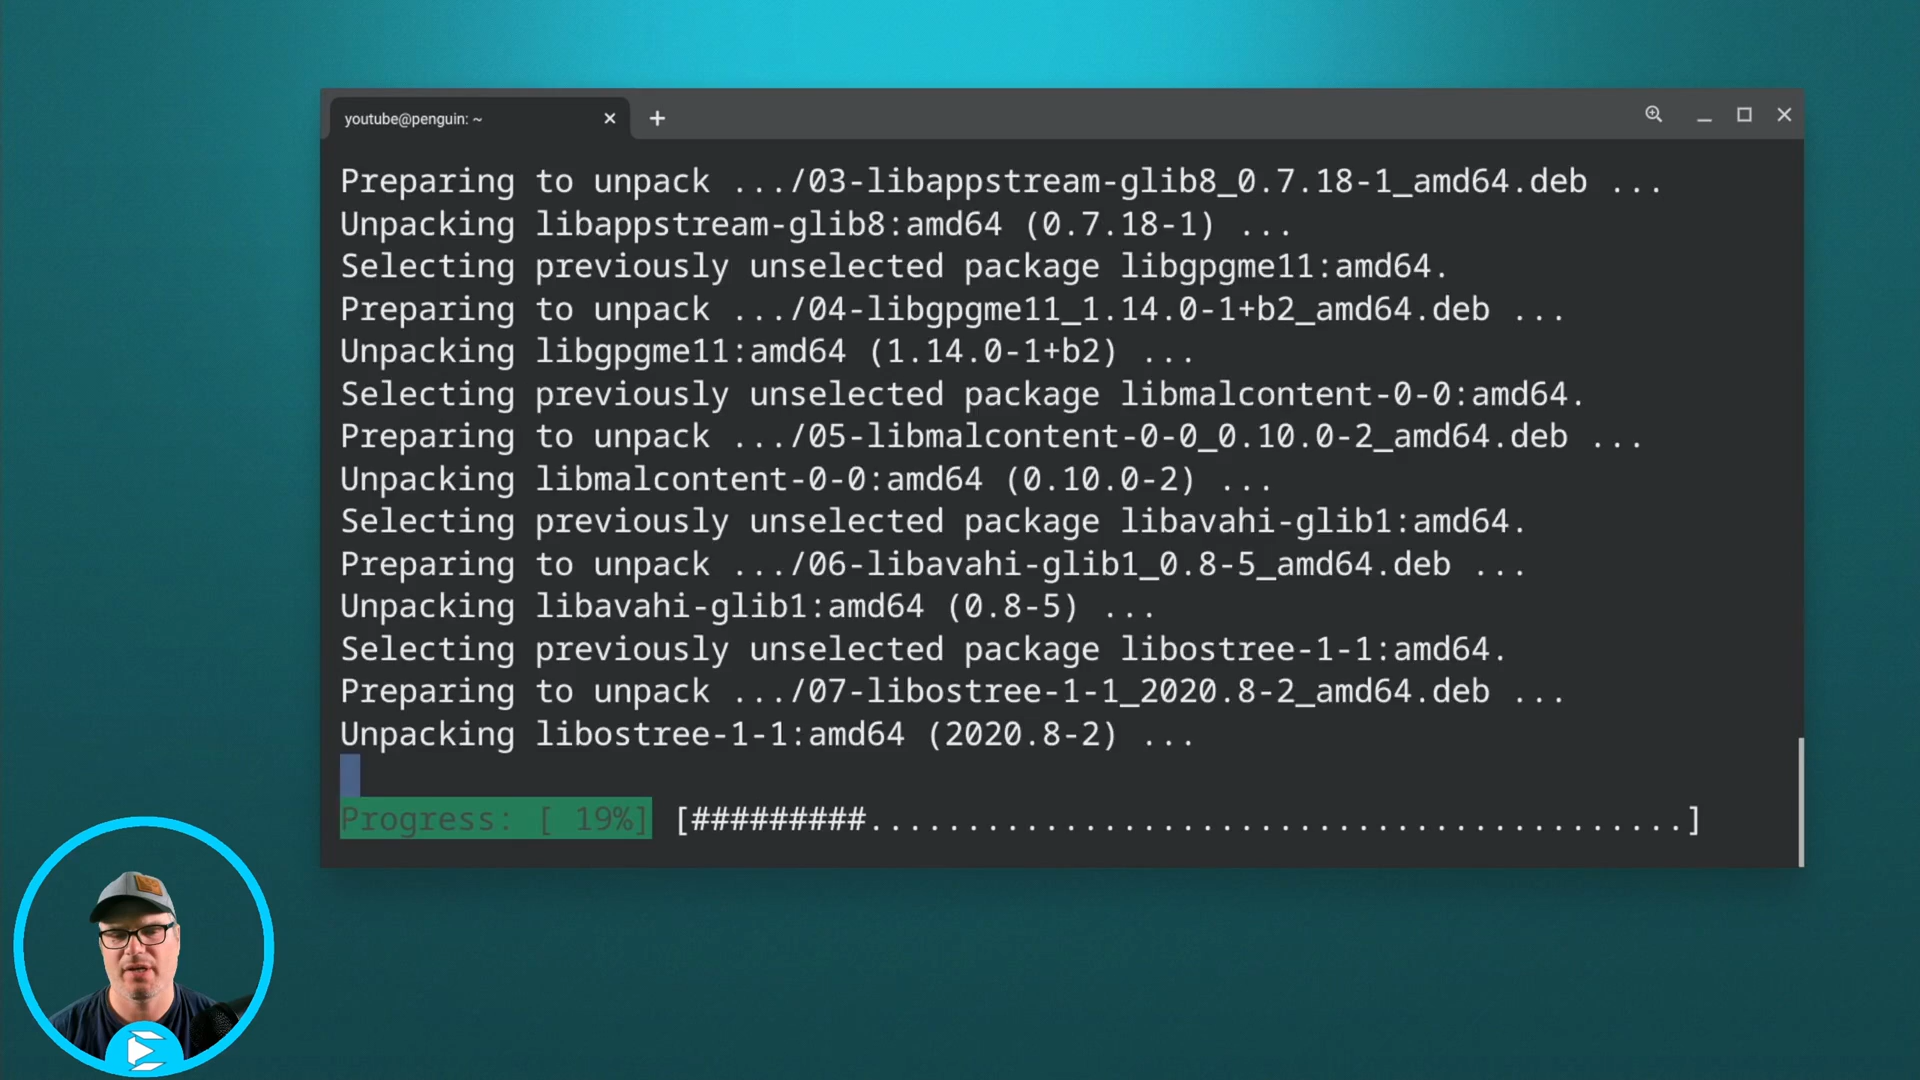 youtube@penguin: ~
Preparing to unpack .../03-libappstream-glib8_0.7.18-1_amd64.deb ...
Unpacking libappstream-glib8:amd64 (0.7.18-1) ...
Selecting previously unselected package libgpgme11:amd64.
Preparing to unpack .../04-libgpgme11_1.14.0-1+b2_amd64.deb ...
Unpacking libgpgme11:amd64 (1.14.0-1+b2) ...
Selecting previously unselected package libmalcontent-0-0:amd64.
Preparing to unpack .../05-libmalcontent-0-0_0.10.0-2_amd64.deb ...
Unpacking libmalcontent-0-0:amd64 (0.10.0-2) ...
Selecting previously unselected package libavahi-glib1:amd64.
Preparing to unpack .../06-libavahi-glib1_0.8-5_amd64.deb ...
Unpacking libavahi-glib1:amd64 (0.8-5) ...
Selecting previously unselected package libostree-1-1:amd64.
Preparing to unpack .../07-libostree-1-1_2020.8-2_amd64.deb ...
Unpacking libostree-1-1:amd64 (2020.8-2) ...
Progress: [ 19%] [#########..........................................]